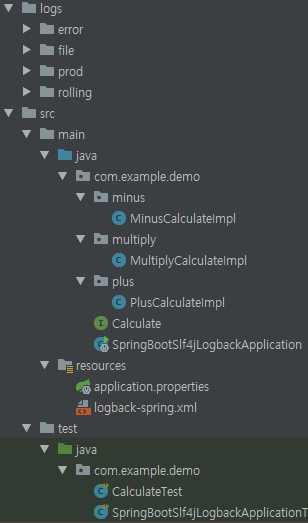 logs
error
file
prod
rolling
src
main
java
com.example.demo
minus
MinusCalculateImpl
multiply
MultiplyCalculateImpl
plus
PlusCalculateImpl
Calculate
SpringBootSlf4jLogbackApplication
resources
application.properties
logback-spring.xml
test
java
com.example.demo
CalculateTest
SpringBootSlf4jLogbackApplicationT